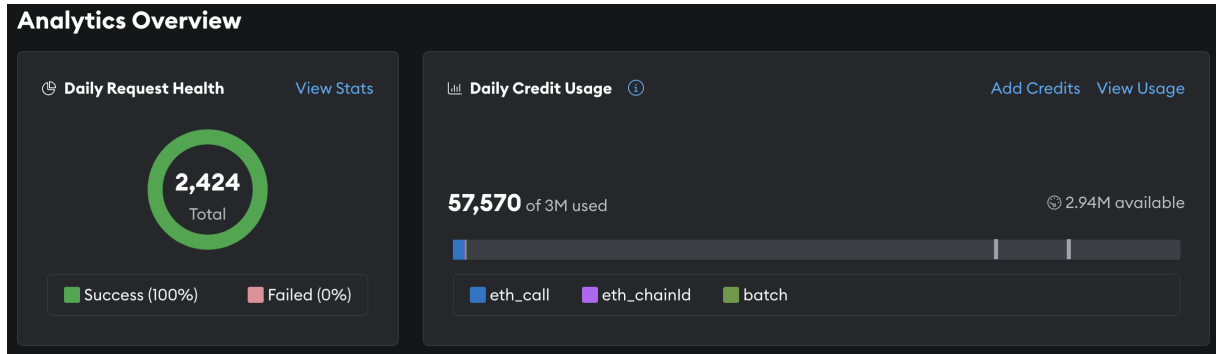 Analytics Overview
Daily Request Health View Stats
2,424
Total
Success (100%) Failed (0%)
Daily Credit Usage Add Credits View Usage
57,570 of 3M used 2.94M available
eth_call eth_chainId batch